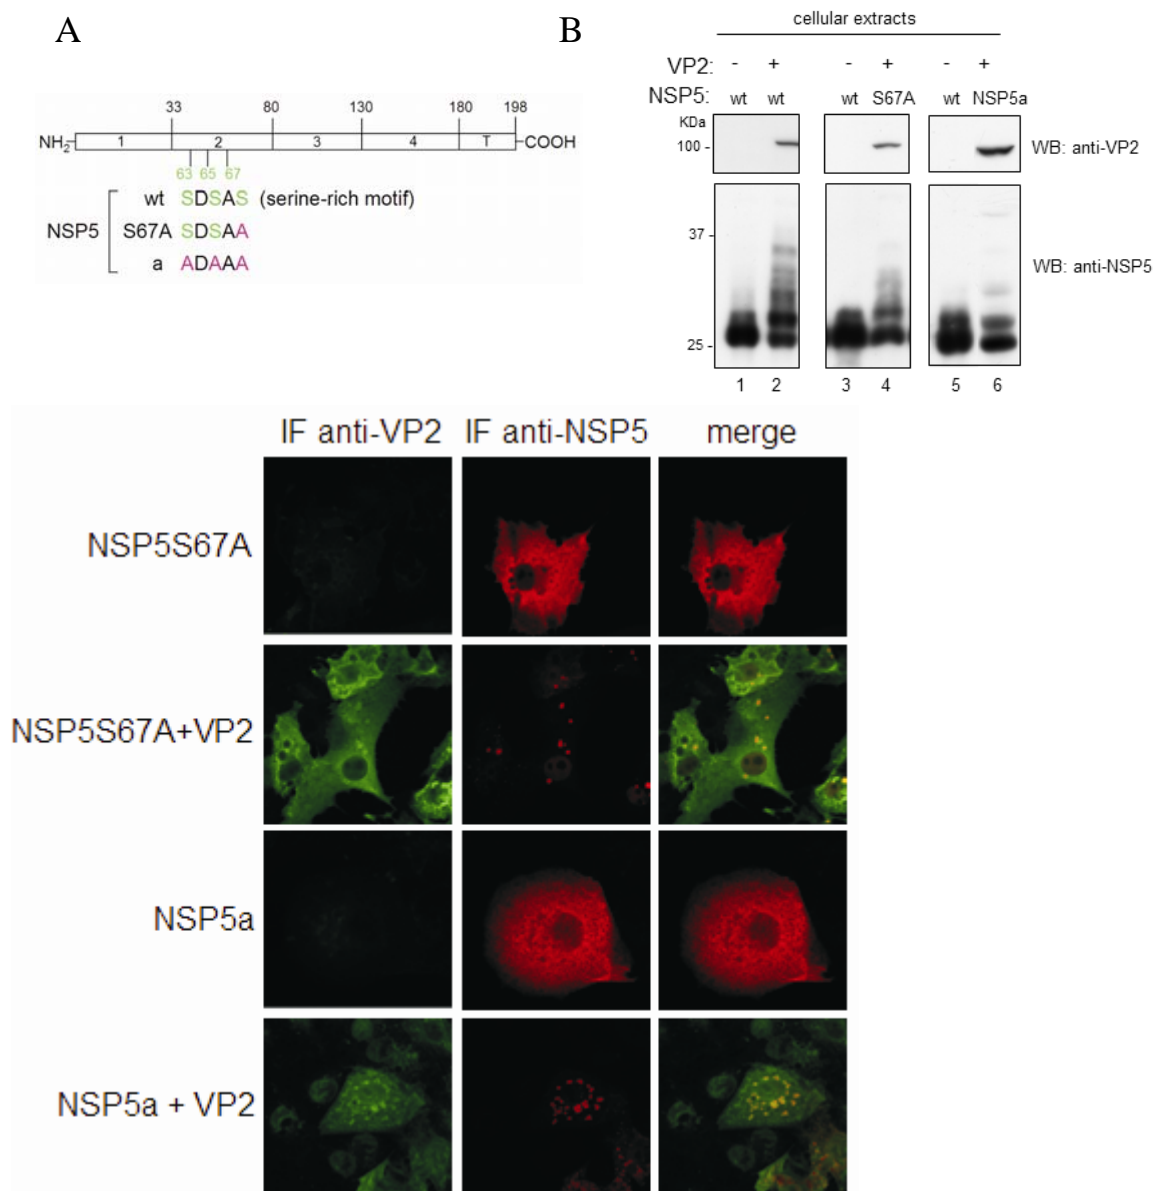 A
33 80 130 180 198
NH2 1 2 3 4 T COOH
63 65 67
wt SDSAS (serine-rich motif)
NSP5 S67A SDSAA
a ADAAA
B
cellular extracts
VP2: - + - + - +
NSP5: wt wt wt S67A wt NSP5a
KDa
100 - WB: anti-VP2
37 -
WB: anti-NSP5
25 -
1 2 3 4 5 6
IF anti-VP2 IF anti-NSP5 merge
NSP5S67A
NSP5S67A+VP2
NSP5a
NSP5a + VP2